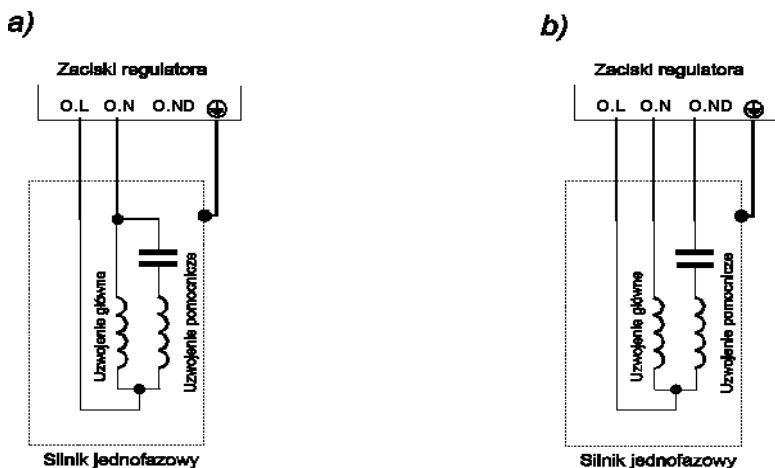 a)
Zaciski regulatora
O.L O.N O.ND
Uzwojenie główne
Uzwojenie pomocnicze
Silnik jednofazowy
b)
Zaciski regulatora
O.L O.N O.ND
Uzwojenie główne
Uzwojenie pomocnicze
Silnik jednofazowy